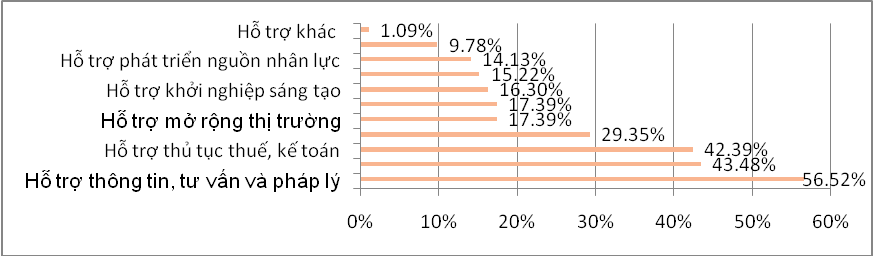 Hỗ trợ khác 1.09%
9.78%
Hỗ trợ phát triển nguồn nhân lực 14.13%
15.22%
Hỗ trợ khởi nghiệp sáng tạo 16.30%
17.39%
Hỗ trợ mở rộng thị trường 17.39%
29.35%
Hỗ trợ thủ tục thuế, kế toán 42.39%
43.48%
Hỗ trợ thông tin, tư vấn và pháp lý 56.52%
0% 10% 20% 30% 40% 50% 60%